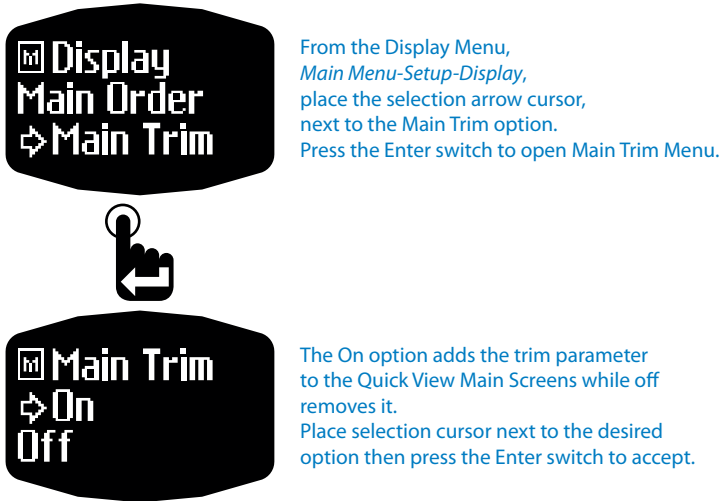 M Display
Main Order
Main Trim
From the Display Menu,
Main Menu-Setup-Display,
place the selection arrow cursor,
next to the Main Trim option.
Press the Enter switch to open Main Trim Menu.
M Main Trim
On
Off
The On option adds the trim parameter
to the Quick View Main Screens while off
removes it.
Place selection cursor next to the desired
option then press the Enter switch to accept.